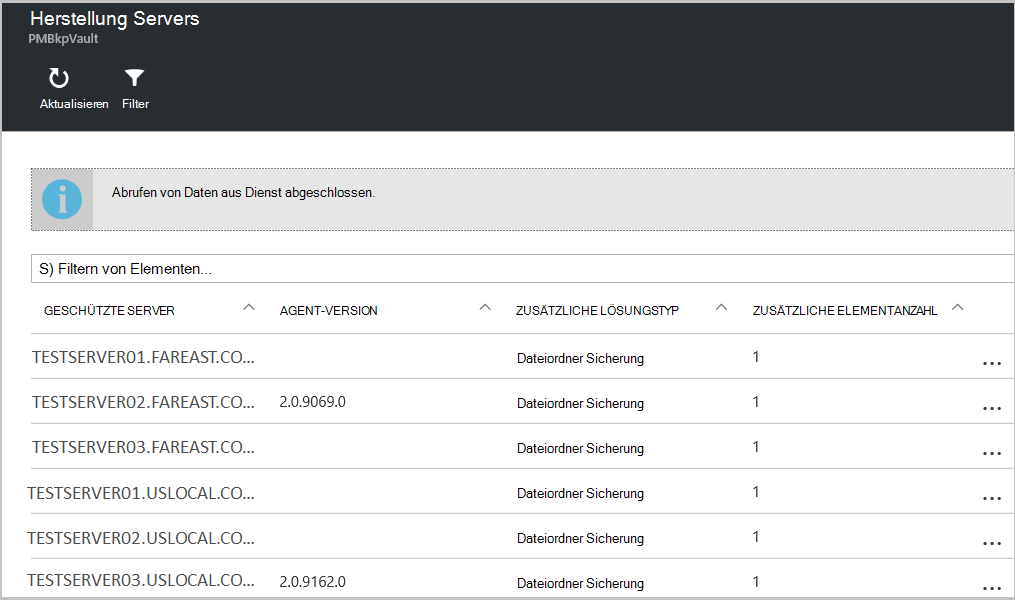 Herstellung Servers
PMBkpVault
Aktualisieren Filter
Abrufen von Daten aus Dienst abgeschlossen.
S) Filtern von Elementen...
GESCHÜTZTE SERVER AGENT-VERSION ZUSÄTZLICHE LÖSUNGSTYP ZUSÄTZLICHE ELEMENTANZAHL
TESTSERVER01.FAREAST.CO... Dateiordner Sicherung 1 ...
TESTSERVER02.FAREAST.CO... 2.0.9069.0 Dateiordner Sicherung 1 ...
TESTSERVER03.FAREAST.CO... Dateiordner Sicherung 1 ...
TESTSERVER01.USLOCAL.CO... Dateiordner Sicherung 1 ...
TESTSERVER02.USLOCAL.CO... Dateiordner Sicherung 1 ...
TESTSERVER03.USLOCAL.CO... 2.0.9162.0 Dateiordner Sicherung 1 ...